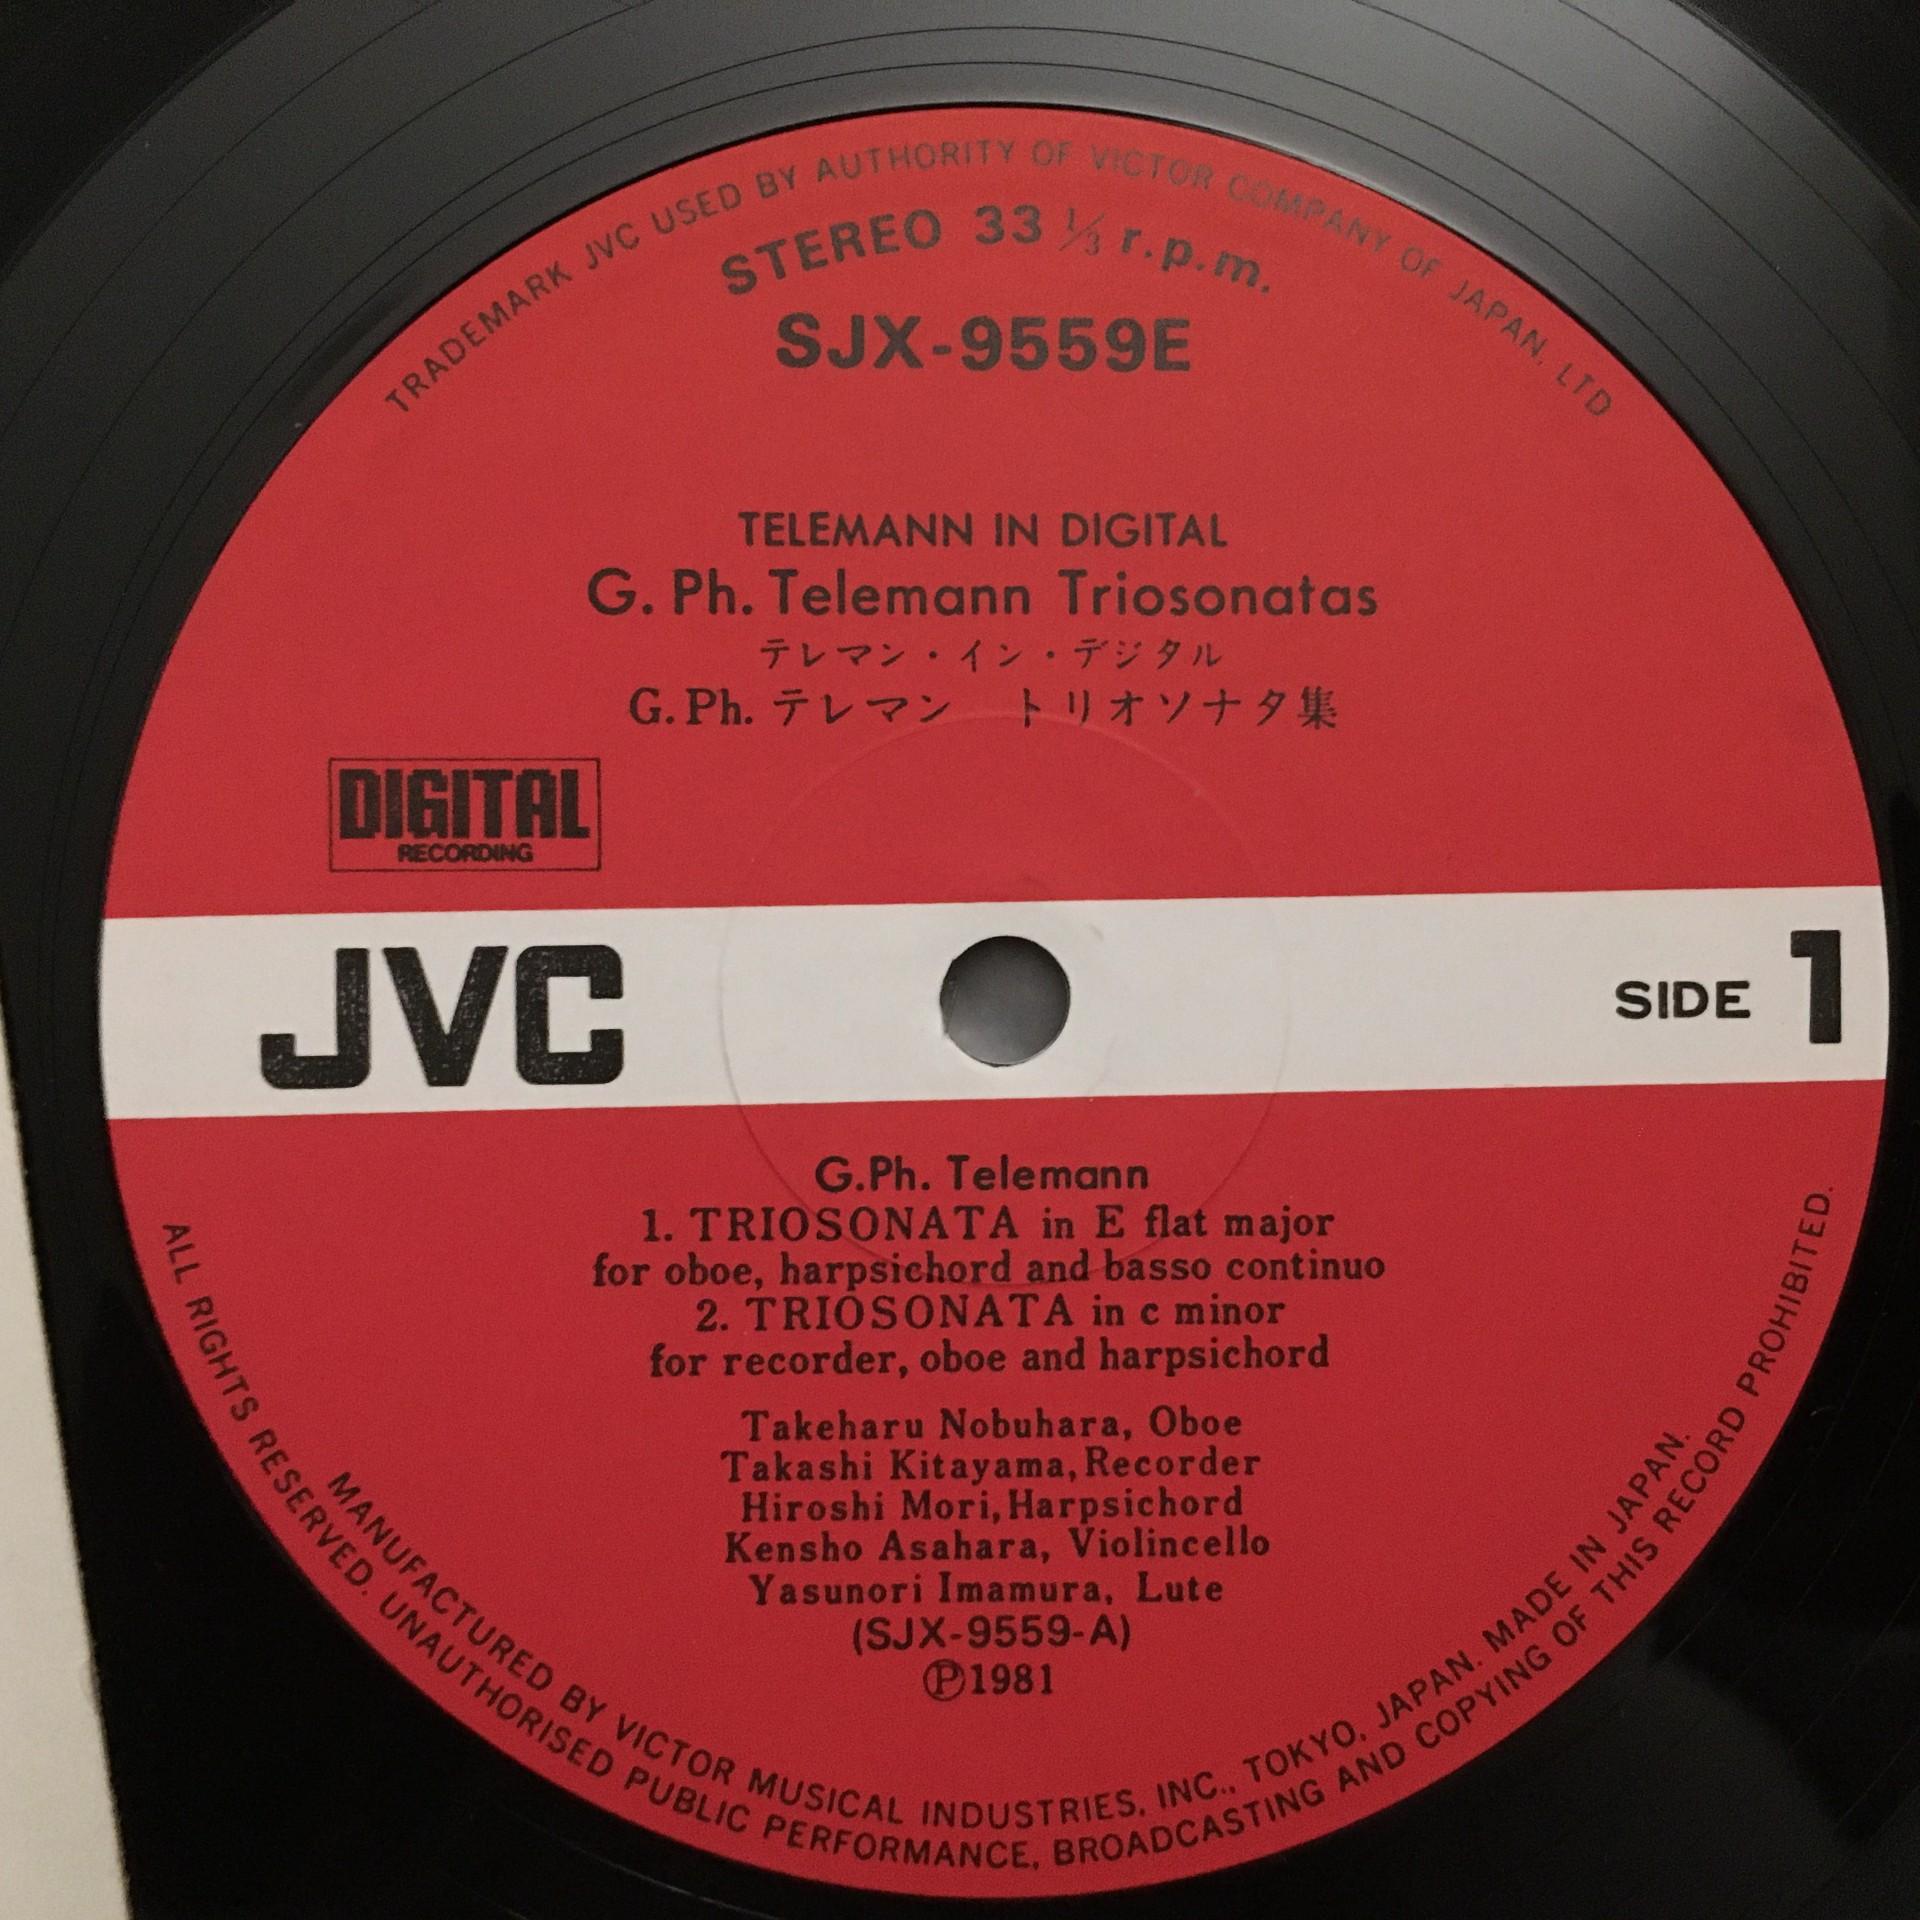 TRADEMARK JVC USED BY AUTHORITY OF VICTOR COMPANY OF JAPAN, LTD
STEREO 33 1/3 r.p.m.
SJX-9559E
TELEMANN IN DIGITAL
G. Ph. Telemann Triosonatas
テレマン・イン・デジタル
G. Ph. テレマン トリオソナタ集
DIGITAL
RECORDING
JVC
SIDE 1
G.Ph. Telemann
1. TRIOSONATA in E flat major
for oboe, harpsichord and basso continuo
2. TRIOSONATA in c minor
for recorder, oboe and harpsichord
Takeharu Nobuhara, Oboe
Takashi Kitayama, Recorder
Hiroshi Mori, Harpsichord
Kensho Asahara, Violincello
Yasunori Imamura, Lute
(SJX-9559-A)
Ⓟ1981
MANUFACTURED BY VICTOR MUSICAL INDUSTRIES, INC., TOKYO, JAPAN. MADE IN JAPAN.
ALL RIGHTS RESERVED. UNAUTHORISED PUBLIC PERFORMANCE, BROADCASTING AND COPYING OF THIS RECORD PROHIBITED.